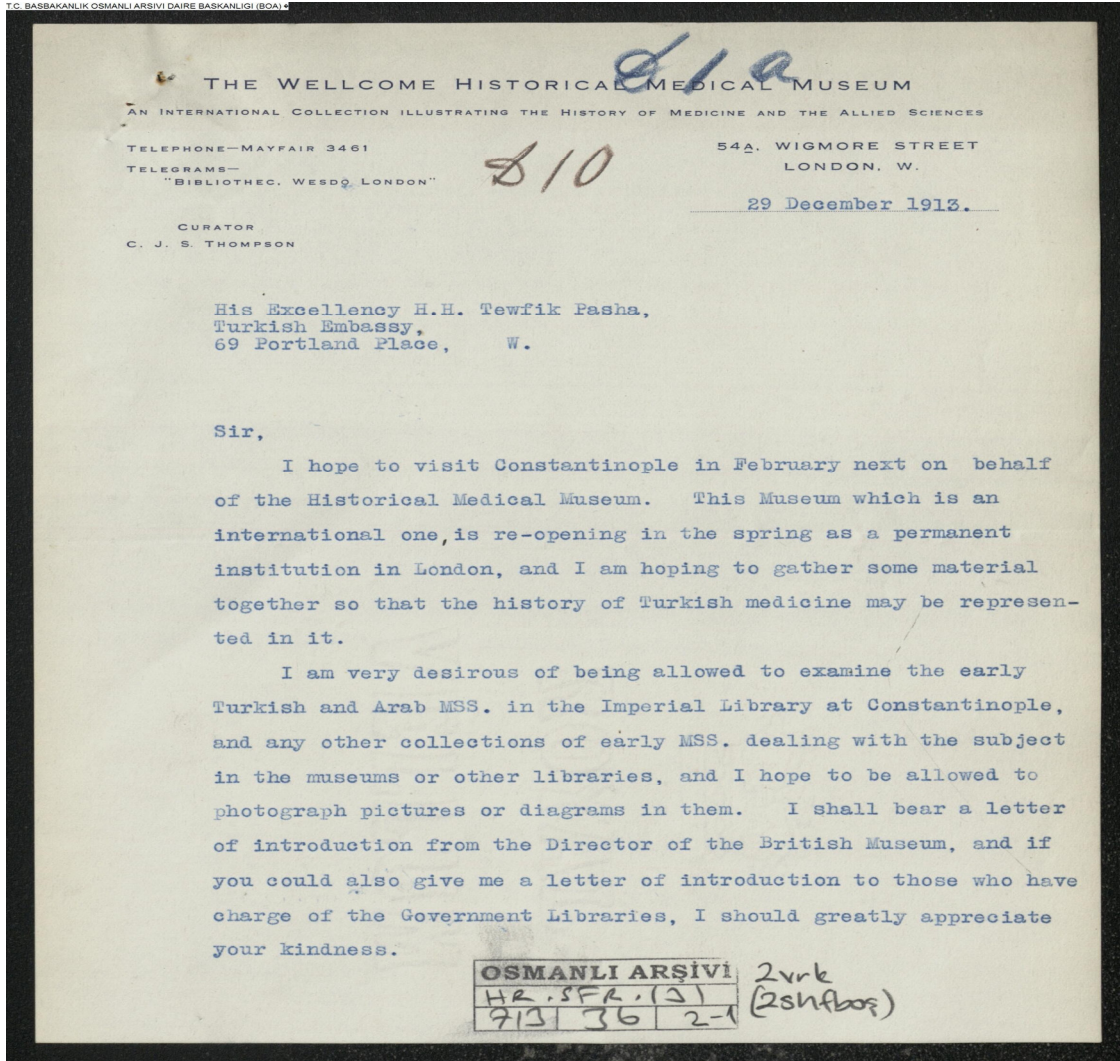 T.C. BASBAKANLIK OSMANLI ARSIVI DAIRE BASKANLIGI (BOA)
THE WELLCOME HISTORICAL MEDICAL MUSEUM
AN INTERNATIONAL COLLECTION ILLUSTRATING THE HISTORY OF MEDICINE AND THE ALLIED SCIENCES
TELEPHONE—MAYFAIR 3461
TELEGRAMS—
"BIBLIOTHEC, WESDO, LONDON"
CURATOR
C. J. S. THOMPSON
54A. WIGMORE STREET
LONDON. W.
29 December 1913.
His Excellency H.H. Tewfik Pasha,
Turkish Embassy,
69 Portland Place, W.
Sir,
I hope to visit Constantinople in February next on behalf
of the Historical Medical Museum. This Museum which is an
international one, is re-opening in the spring as a permanent
institution in London, and I am hoping to gather some material
together so that the history of Turkish medicine may be represen-
ted in it.
I am very desirous of being allowed to examine the early
Turkish and Arab MSS. in the Imperial Library at Constantinople,
and any other collections of early MSS. dealing with the subject
in the museums or other libraries, and I hope to be allowed to
photograph pictures or diagrams in them. I shall bear a letter
of introduction from the Director of the British Museum, and if
you could also give me a letter of introduction to those who have
charge of the Government Libraries, I should greatly appreciate
your kindness.
OSMANLI ARŞİVİ
HR.SFR.(3)
713 36 2-1
2vrk
(2shfboş)